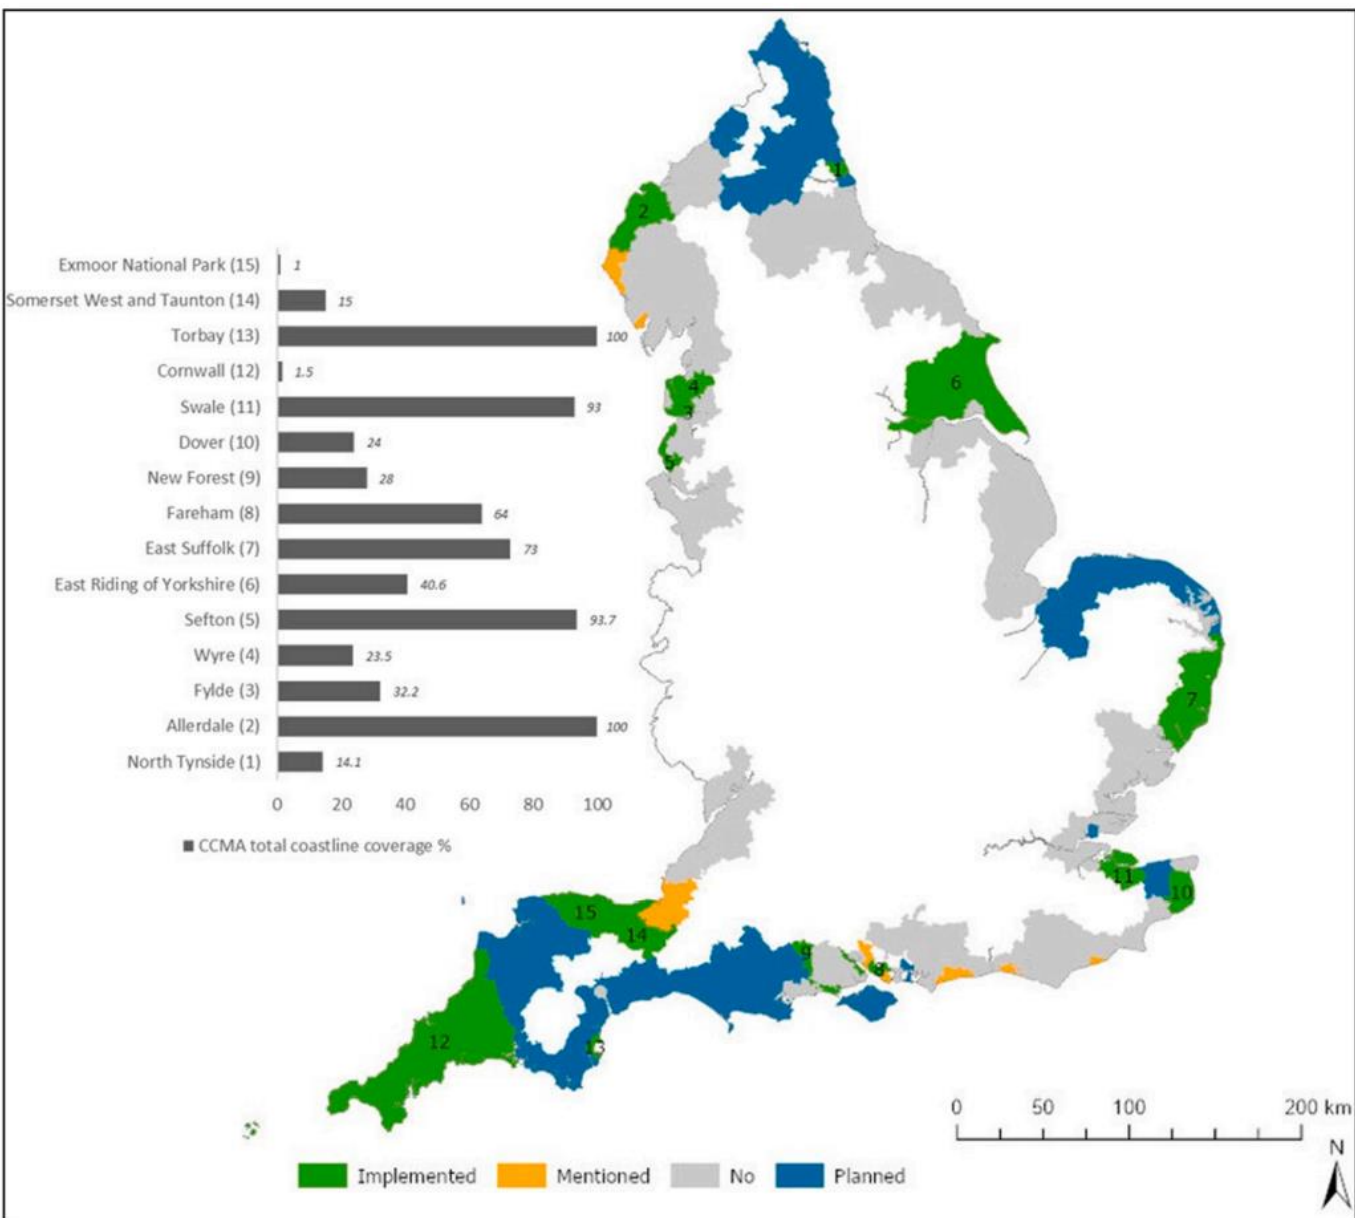 Exmoor National Park (15) 1
Somerset West and Taunton (14) 15
Torbay (13) 100
Cornwall (12) 1.5
Swale (11) 93
Dover (10) 24
New Forest (9) 28
Fareham (8) 64
East Suffolk (7) 73
East Riding of Yorkshire (6) 40.6
Sefton (5) 93.7
Wyre (4) 23.5
Fylde (3) 32.2
Allerdale (2) 100
North Tynside (1) 14.1
0 20 40 60 80 100
CCMA total coastline coverage %
1
2
6
4
3
5
7
11
10
15
14
9
8
12
13
0 50 100 200 km
N
Implemented Mentioned No Planned